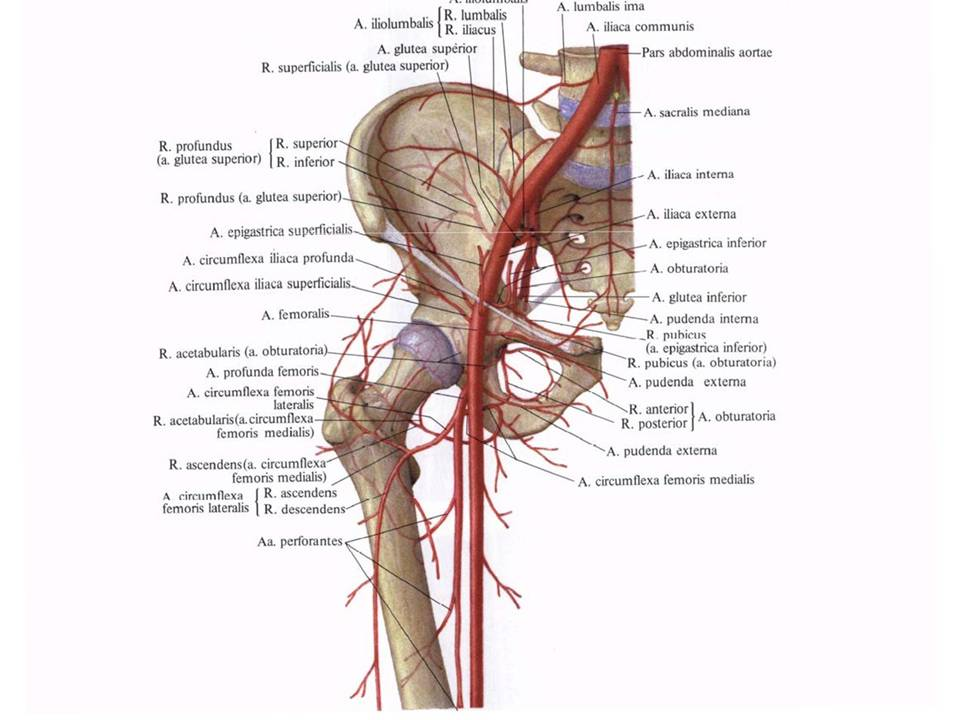 A. lumbalis ima
A. iliolumbalis { R. lumbalis
R. iliacus
A. iliaca communis
A. glutea superior
Pars abdominalis aortae
R. superficialis (a. glutea superior)
A. sacralis mediana
R. profundus
(a. glutea superior) { R. superior
R. inferior
A. iliaca interna
R. profundus (a. glutea superior)
A. iliaca externa
A. epigastrica superficialis
A. epigastrica inferior
A. circumflexa iliaca profunda
A. obturatoria
A. circumflexa iliaca superficialis
A. glutea inferior
A. femoralis
A. pudenda interna
R. pubicus
(a. epigastrica inferior)
R. acetabularis (a. obturatoria)
R. pubicus (a. obturatoria)
A. profunda femoris
A. pudenda externa
A. circumflexa femoris
lateralis
R. anterior
R. posterior } A. obturatoria
R. acetabularis(a.circumflexa
femoris medialis)
A. pudenda externa
R. ascendens(a. circumflexa
femoris medialis)
A. circumflexa femoris medialis
A circumflexa
femoris lateralis { R. ascendens
R. descendens
Aa. perforantes